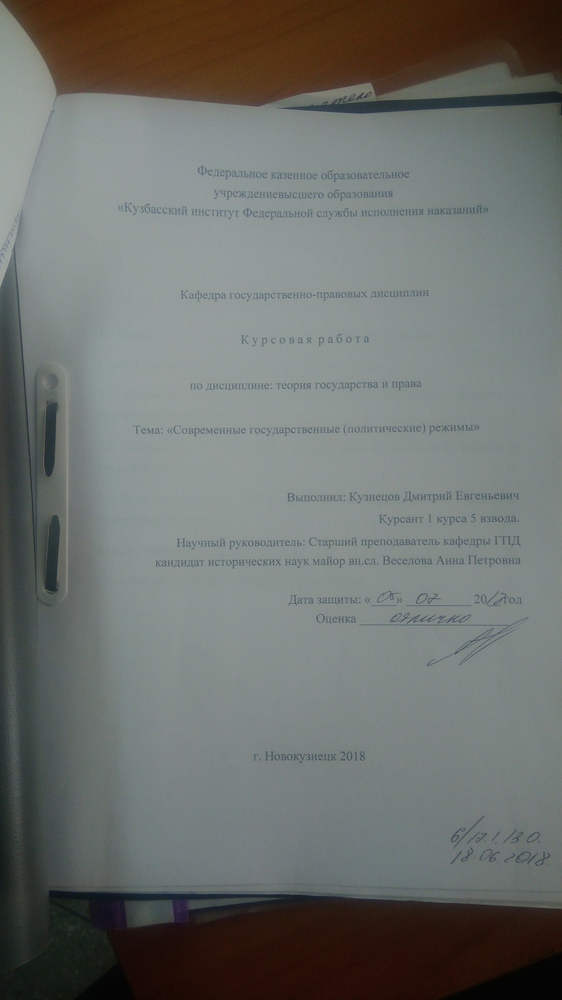 Федеральное казенное образовательное
учреждениевысшего образования
«Кузбасский институт Федеральной службы исполнения наказаний»
Кафедра государственно-правовых дисциплин
К у р с о в а я р а б о т а
по дисциплине: теория государства и права
Тема: «Современные государственные (политические) режимы»
Выполнил: Кузнецов Дмитрий Евгеньевич
Курсант 1 курса 5 взвода.
Научный руководитель: Старший преподаватель кафедры ГПД
кандидат исторических наук майор вн.сл. Веселова Анна Петровна
Дата защиты: «05» 07 20 год
Оценка отлично
г. Новокузнецк 2018
6/17.1.130.
18.06.2018.